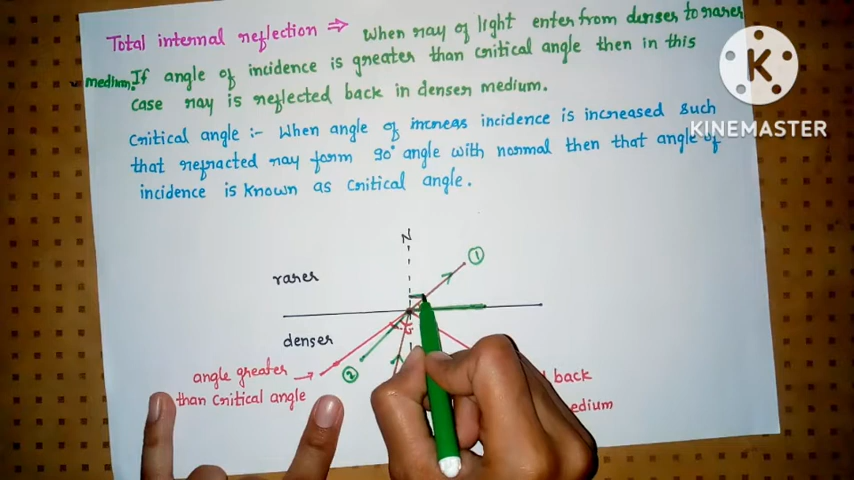 Total internal reflection ⇒ When ray of light enter from denser to rarer
medium. If angle of incidence is greater than critical angle then in this
case ray is reflected back in denser medium.
Critical angle :- When angle of increas incidence is increased such
that refracted ray form 90° angle with normal then that angle of
incidence is known as critical angle.
K
KINEMASTER
N
1
rarer
denser
2
angle greater
than critical angle
back
medium